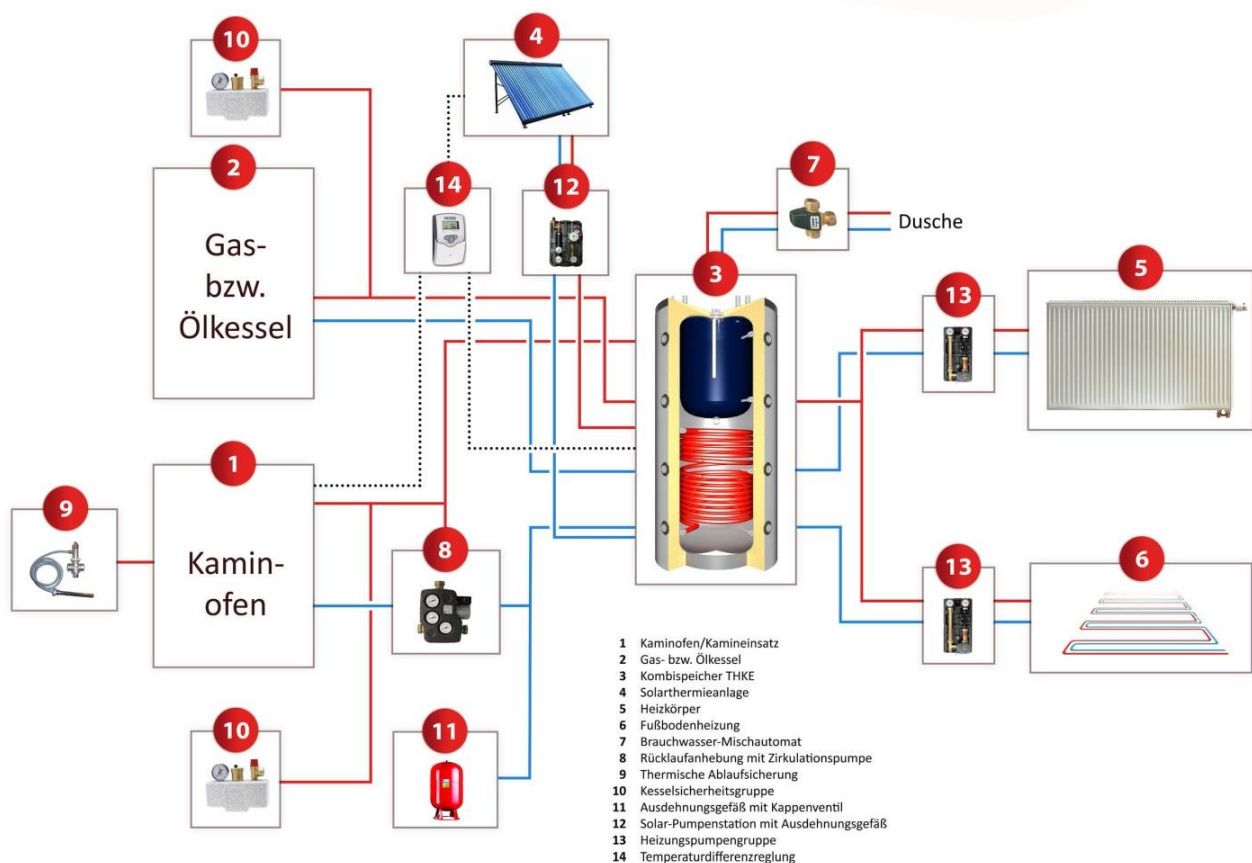 10
4
2
14
12
7
Gas-
bzw.
Ölkessel
Dusche
3
13
5
1
Kamin-
ofen
9
8
13
6
10
11
1 Kaminofen/Kamineinsatz
2 Gas- bzw. Ölkessel
3 Kombispeicher THKE
4 Solarthermieanlage
5 Heizkörper
6 Fußbodenheizung
7 Brauchwasser-Mischautomat
8 Rücklaufanhebung mit Zirkulationspumpe
9 Thermische Ablaufsicherung
10 Kesselsicherheitsgruppe
11 Ausdehnungsgefäß mit Kappenventil
12 Solar-Pumpenstation mit Ausdehnungsgefäß
13 Heizungspumpengruppe
14 Temperaturdifferenzreglung